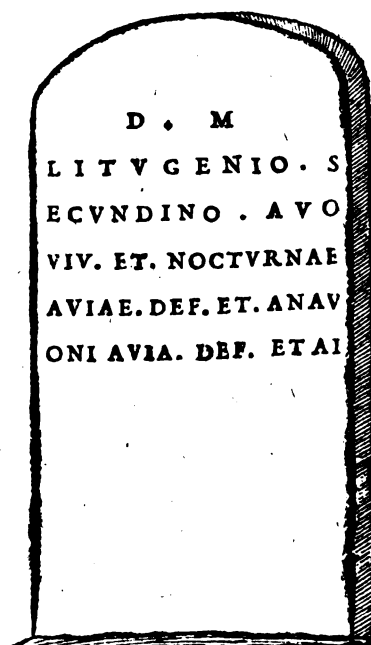 D . M
LITVGENIO . S
ECVNDINO . AVO
VIV. ET. NOCTVRNAE
AVIAE. DEF. ET. ANAV
ONI AVIA. DEF. ET AI